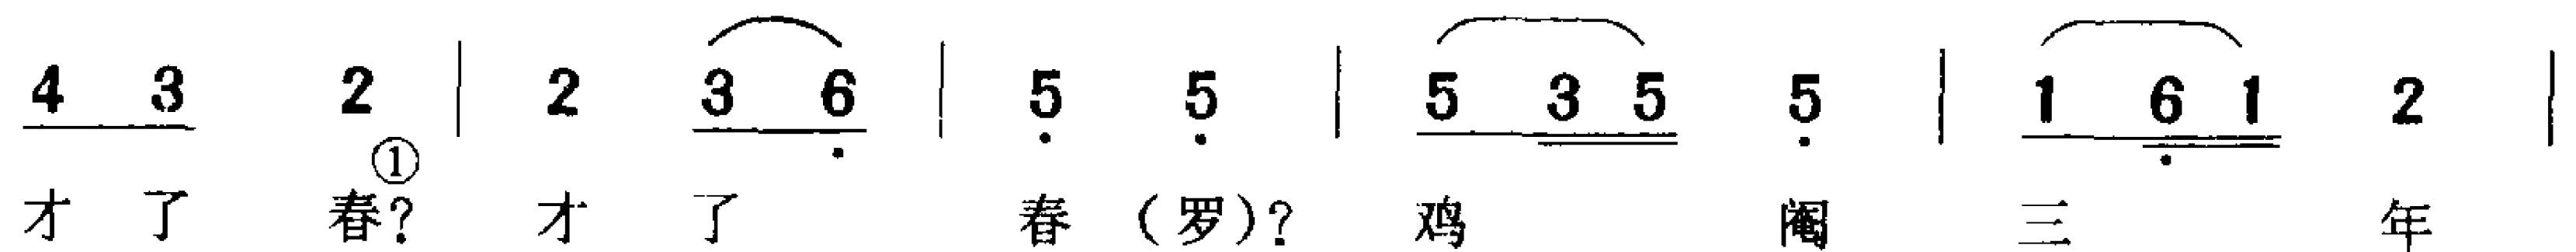 4 3 2 | 2 3 6 | 5 5 | 5 3 5 5 | 1 6 1 2 |
①
才 了 春? 才 了 春 (罗)? 鸡 阉 三 年